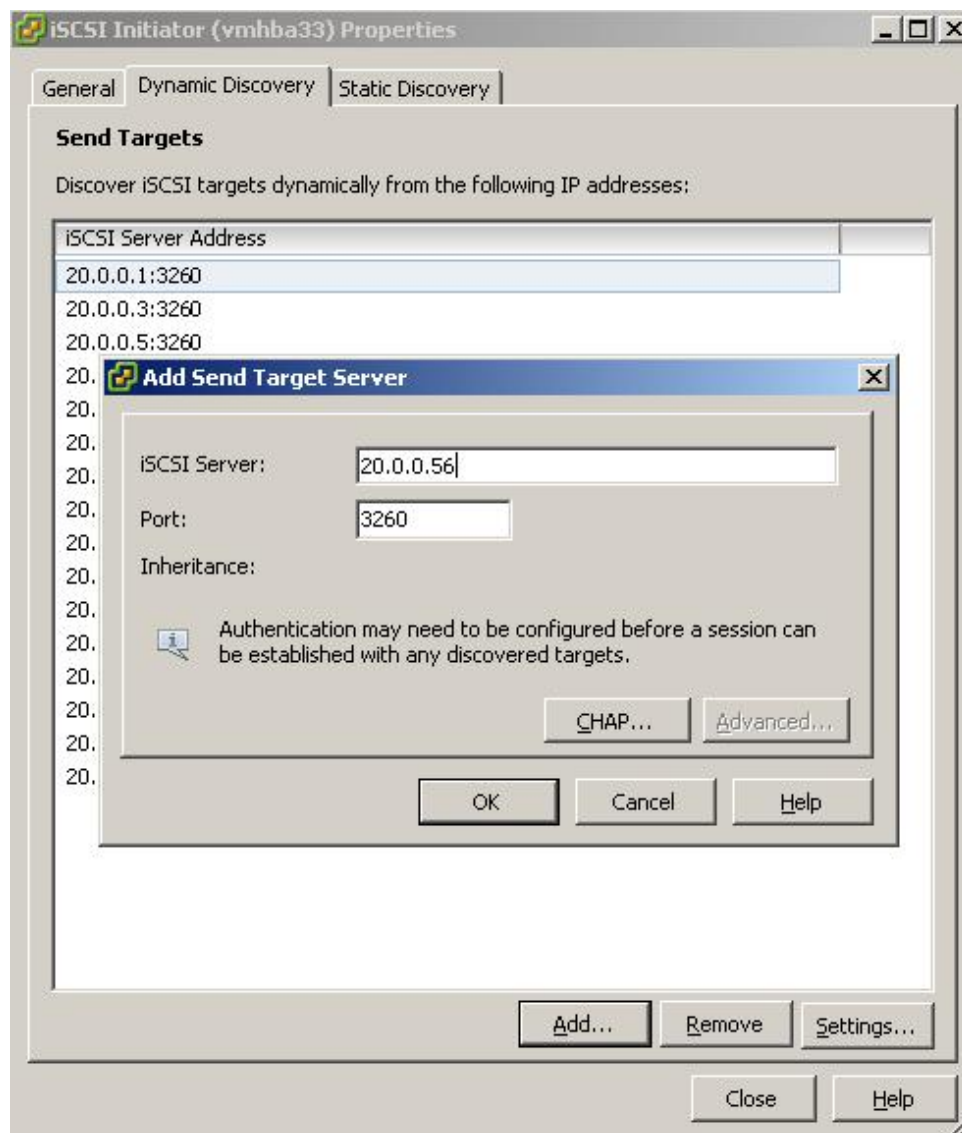 iSCSI Initiator (vmhba33) Properties
General Dynamic Discovery Static Discovery
Send Targets
Discover iSCSI targets dynamically from the following IP addresses:
iSCSI Server Address
20.0.0.1:3260
20.0.0.3:3260
20.0.0.5:3260
20.
20.
20.
20.
20.
20.
20.
20.
20.
20.
20.
20.
20.
Add Send Target Server
iSCSI Server: 20.0.0.56
Port: 3260
Inheritance:
Authentication may need to be configured before a session can
be established with any discovered targets.
CHAP... Advanced...
OK Cancel Help
Add... Remove Settings...
Close Help